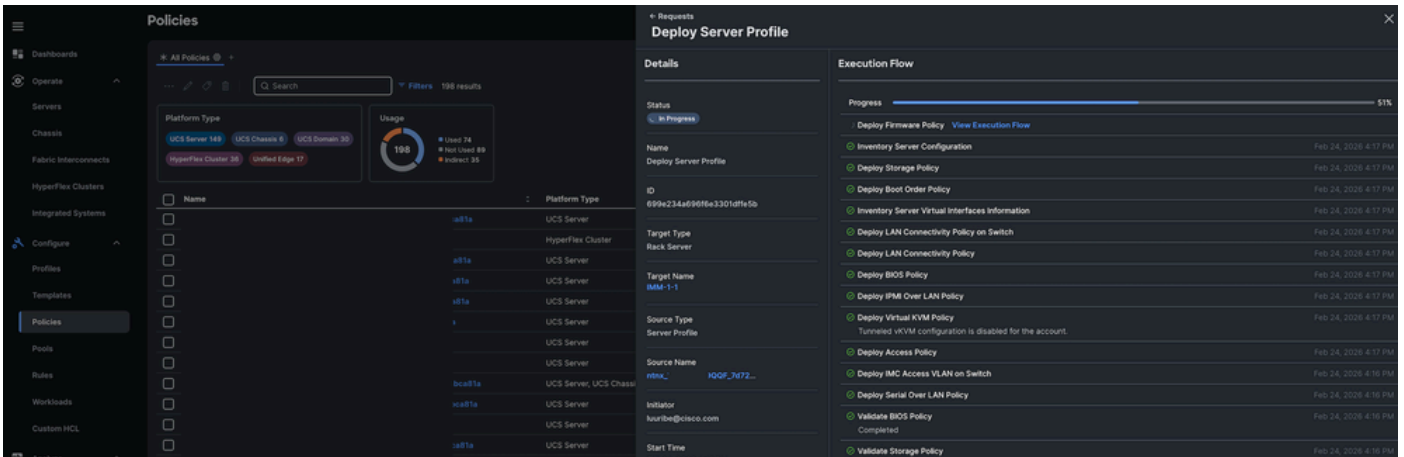 Policies
Dashboards
Operate
Servers
Chassis
Fabric Interconnects
HyperFlex Clusters
Integrated Systems
Configure
Profiles
Templates
Policies
Pools
Rules
Workloads
Custom HCL
All Policies +
Search
Filters 198 results
Platform Type
UCS Server 149 UCS Chassis 8 UCS Domain 30
HyperFlex Cluster 38 Unified Edge 17
Usage
198
Used 74
Not Used 89
Indirect 35
Name Platform Type
UCS Server
HyperFlex Cluster
UCS Server
UCS Server
UCS Server
UCS Server
UCS Server
UCS Server
bca81a UCS Server, UCS Chassi
UCS Server
UCS Server
UCS Server
← Requests
Deploy Server Profile
Details
Status
In Progress
Name
Deploy Server Profile
ID
699e234a696f6e3301dffe5b
Target Type
Rack Server
Target Name
IMM-1-1
Source Type
Server Profile
Source Name
ntnx_ IQQF_7d72...
Initiator
luuribe@cisco.com
Start Time
Execution Flow
Progress 51%
Deploy Firmware Policy View Execution Flow
Inventory Server Configuration Feb 24, 2026 4:17 PM
Deploy Storage Policy Feb 24, 2026 4:17 PM
Deploy Boot Order Policy Feb 24, 2026 4:17 PM
Inventory Server Virtual Interfaces Information Feb 24, 2026 4:17 PM
Deploy LAN Connectivity Policy on Switch Feb 24, 2026 4:17 PM
Deploy LAN Connectivity Policy Feb 24, 2026 4:17 PM
Deploy BIOS Policy Feb 24, 2026 4:17 PM
Deploy IPMI Over LAN Policy Feb 24, 2026 4:17 PM
Deploy Virtual KVM Policy Feb 24, 2026 4:17 PM
Tunneled vKVM configuration is disabled for the account.
Deploy Access Policy Feb 24, 2026 4:17 PM
Deploy IMC Access VLAN on Switch Feb 24, 2026 4:16 PM
Deploy Serial Over LAN Policy Feb 24, 2026 4:16 PM
Validate BIOS Policy Feb 24, 2026 4:16 PM
Completed
Validate Storage Policy Feb 24, 2026 4:16 PM